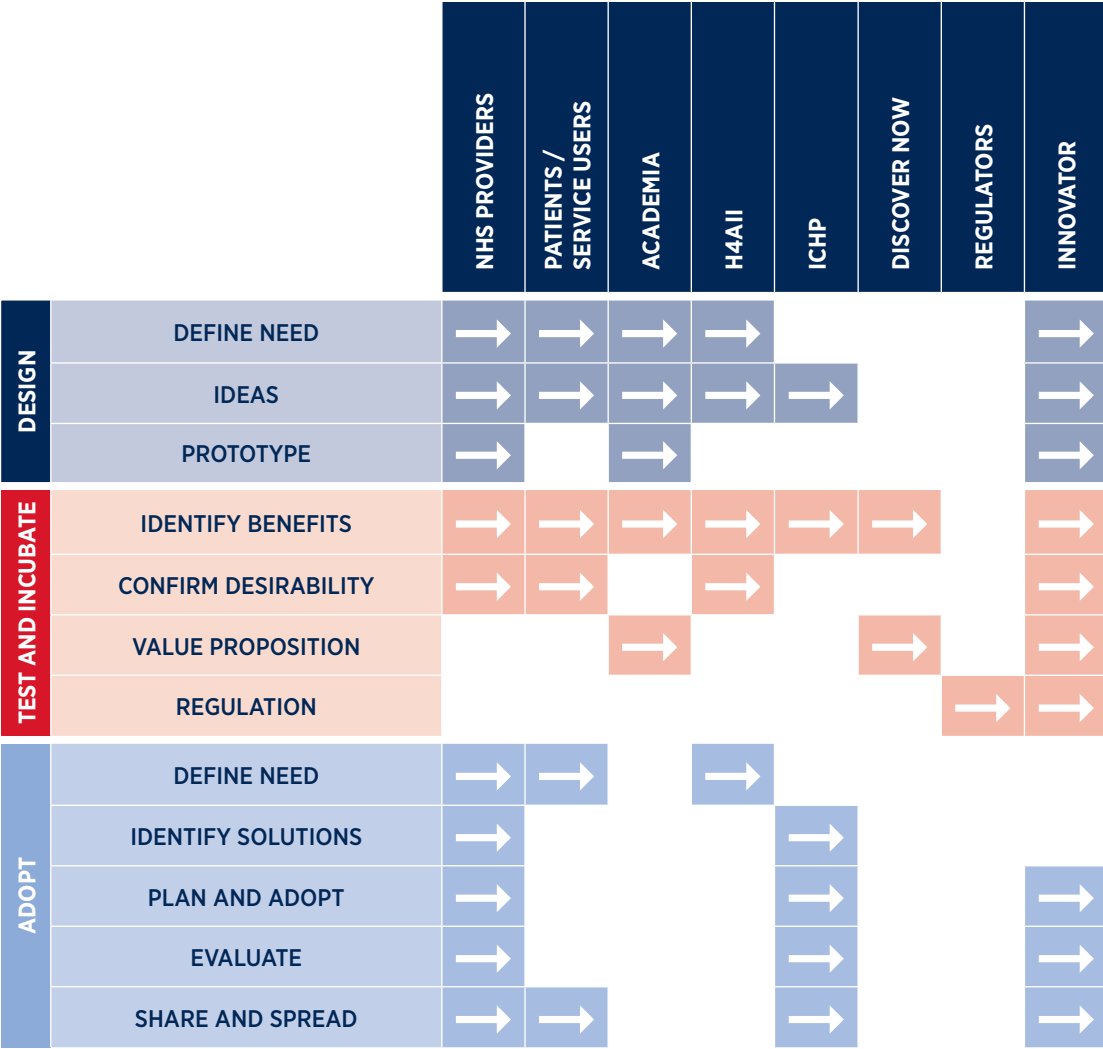 NHS PROVIDERS
PATIENTS /
SERVICE USERS
ACADEMIA
H4AII
ICHP
DISCOVER NOW
REGULATORS
INNOVATOR
DESIGN
DEFINE NEED
IDEAS
PROTOTYPE
TEST AND INCUBATE
IDENTIFY BENEFITS
CONFIRM DESIRABILITY
VALUE PROPOSITION
REGULATION
ADOPT
DEFINE NEED
IDENTIFY SOLUTIONS
PLAN AND ADOPT
EVALUATE
SHARE AND SPREAD